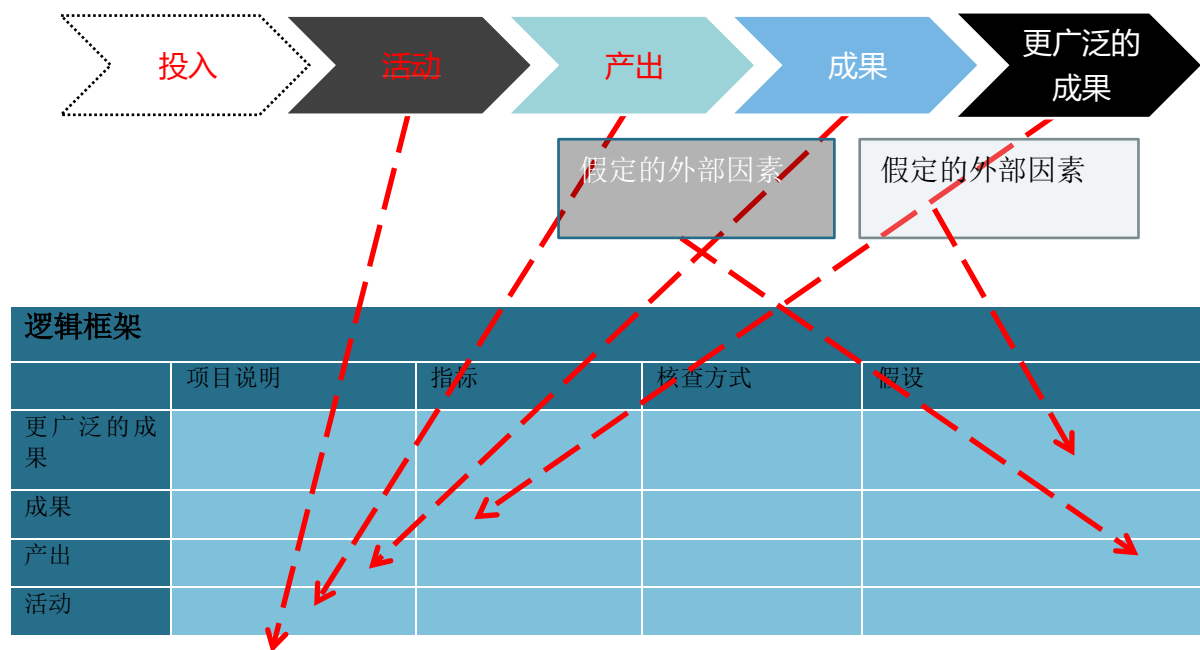 投入
活动
产出
成果
更广泛的
成果
假定的外部因素
假定的外部因素
逻辑框架
项目说明
指标
核查方式
假设
更广泛的成
果
成果
产出
活动